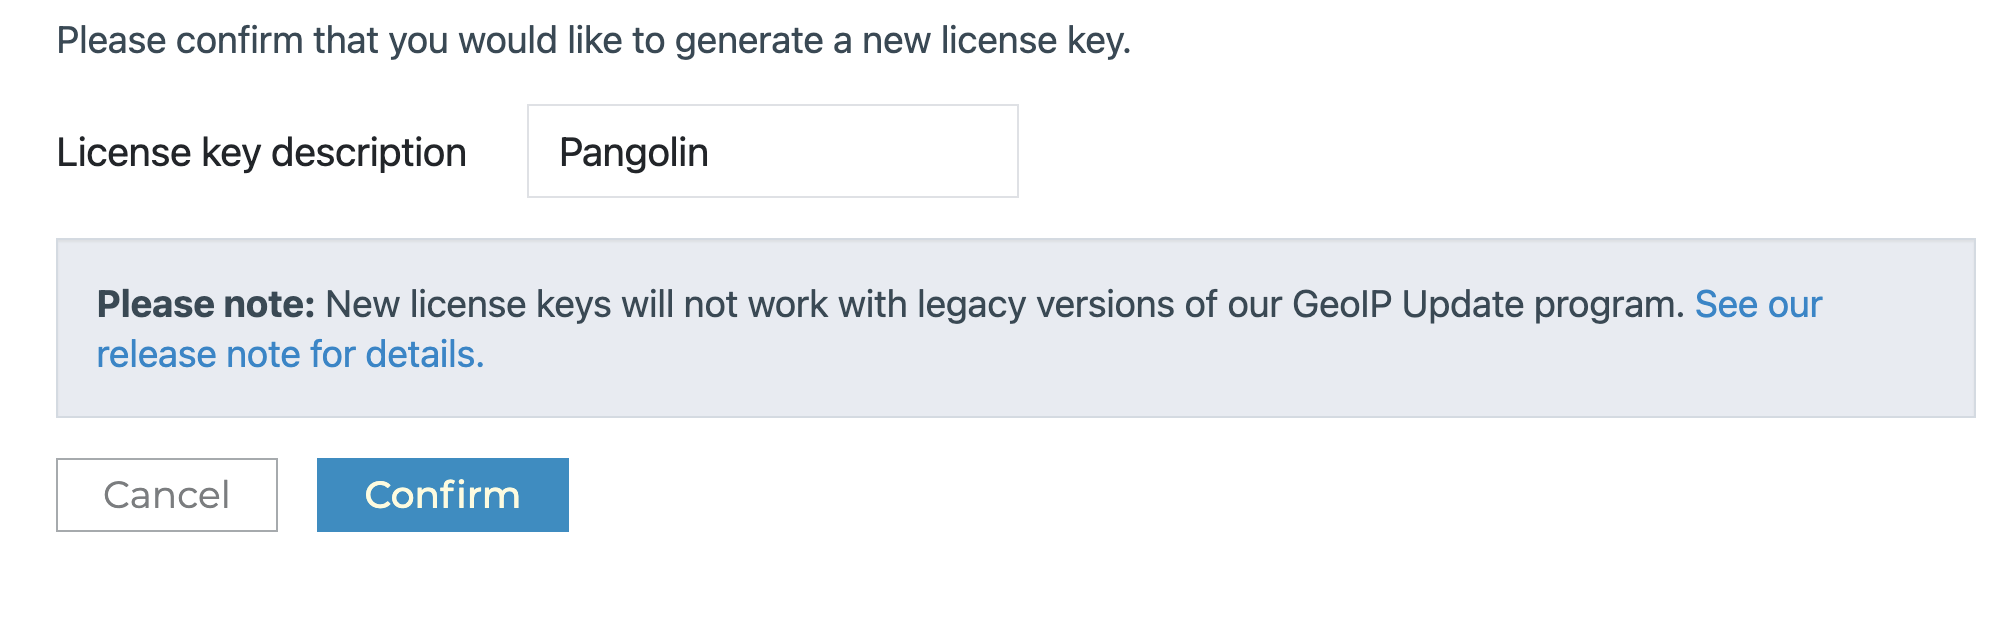 Please confirm that you would like to generate a new license key.
License key description Pangolin
Please note: New license keys will not work with legacy versions of our GeoIP Update program. See our
release note for details.
Cancel Confirm